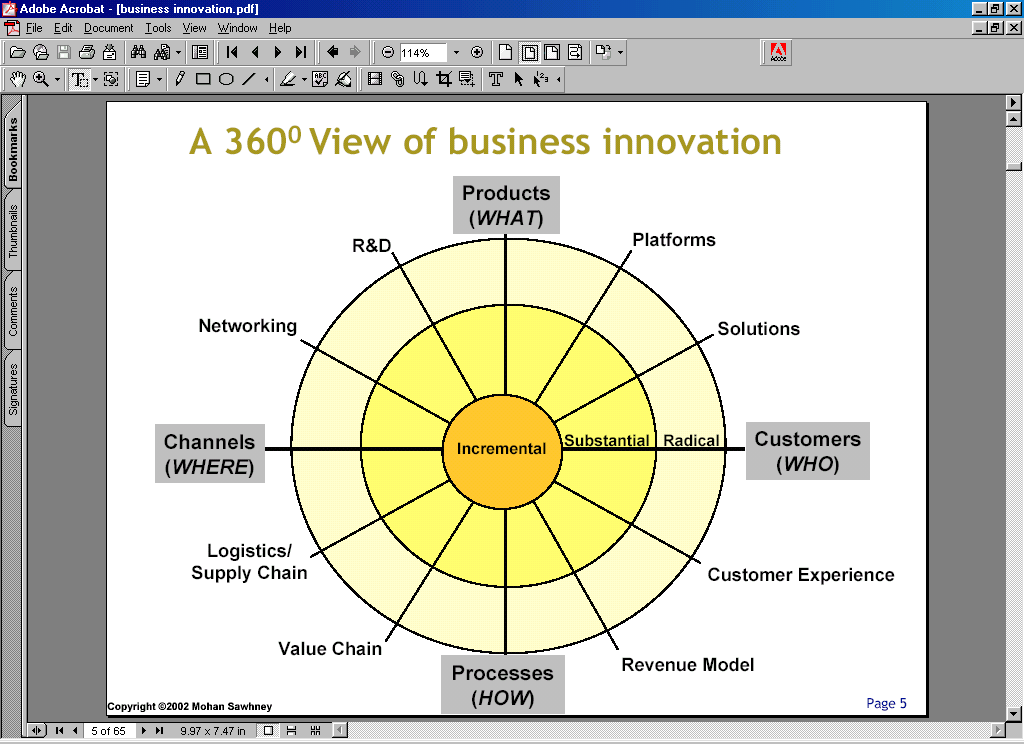 Adobe Acrobat - [business innovation.pdf]
File Edit Document Tools View Window Help
114%
Adobe
Bookmarks
Thumbnails
Comments
Signatures
A 360⁰ View of business innovation
Products
(WHAT)
R&D
Platforms
Networking
Solutions
Channels
(WHERE)
Incremental
Substantial
Radical
Customers
(WHO)
Logistics/
Supply Chain
Customer Experience
Value Chain
Revenue Model
Processes
(HOW)
Copyright ©2002 Mohan Sawhney
Page 5
5 of 65
9.97 x 7.47 in